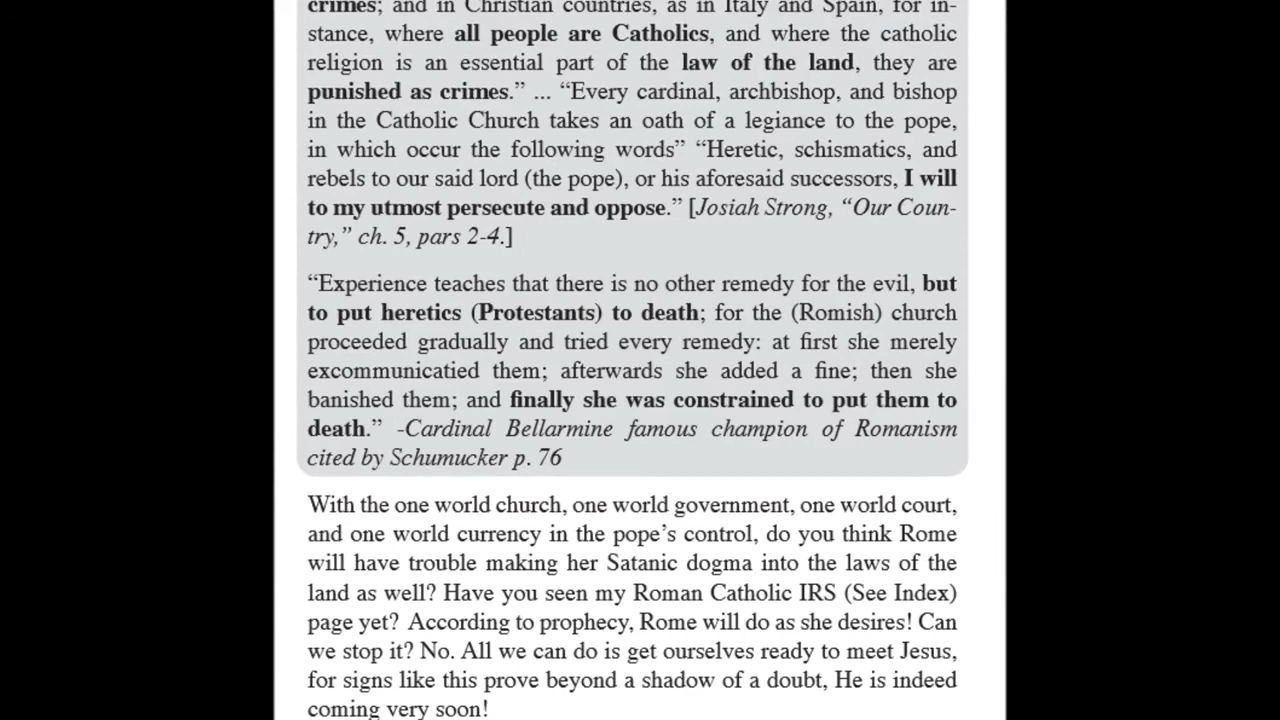 crimes; and in Christian countries, as in Italy and Spain, for in-
stance, where all people are Catholics, and where the catholic
religion is an essential part of the law of the land, they are
punished as crimes.” ... “Every cardinal, archbishop, and bishop
in the Catholic Church takes an oath of a legiance to the pope,
in which occur the following words” “Heretic, schismatics, and
rebels to our said lord (the pope), or his aforesaid successors, I will
to my utmost persecute and oppose.” [Josiah Strong, “Our Coun-
try,” ch. 5, pars 2-4.]
“Experience teaches that there is no other remedy for the evil, but
to put heretics (Protestants) to death; for the (Romish) church
proceeded gradually and tried every remedy: at first she merely
excommunicatied them; afterwards she added a fine; then she
banished them; and finally she was constrained to put them to
death.” -Cardinal Bellarmine famous champion of Romanism
cited by Schumucker p. 76
With the one world church, one world government, one world court,
and one world currency in the pope’s control, do you think Rome
will have trouble making her Satanic dogma into the laws of the
land as well? Have you seen my Roman Catholic IRS (See Index)
page yet? According to prophecy, Rome will do as she desires! Can
we stop it? No. All we can do is get ourselves ready to meet Jesus,
for signs like this prove beyond a shadow of a doubt, He is indeed
coming very soon!